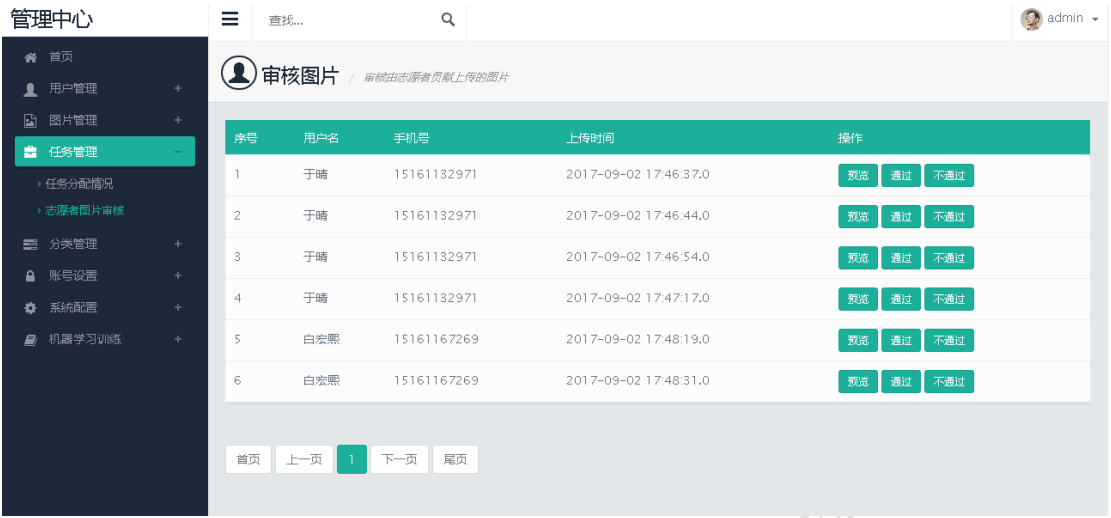 管理中心
查找...
admin
首页
用户管理 +
图片管理 +
任务管理 −
任务分配情况
志愿者图片审核
分类管理 +
账号设置 +
系统配置 +
机器学习训练 +
审核图片 / 审核由志愿者贡献上传的图片
序号 用户名 手机号 上传时间 操作
1 于晴 15161132971 2017-09-02 17:46:37.0 预览 通过 不通过
2 于晴 15161132971 2017-09-02 17:46:44.0 预览 通过 不通过
3 于晴 15161132971 2017-09-02 17:46:54.0 预览 通过 不通过
4 于晴 15161132971 2017-09-02 17:47:17.0 预览 通过 不通过
5 白宏熙 15161167269 2017-09-02 17:48:19.0 预览 通过 不通过
6 白宏熙 15161167269 2017-09-02 17:48:31.0 预览 通过 不通过
首页 上一页 1 下一页 尾页